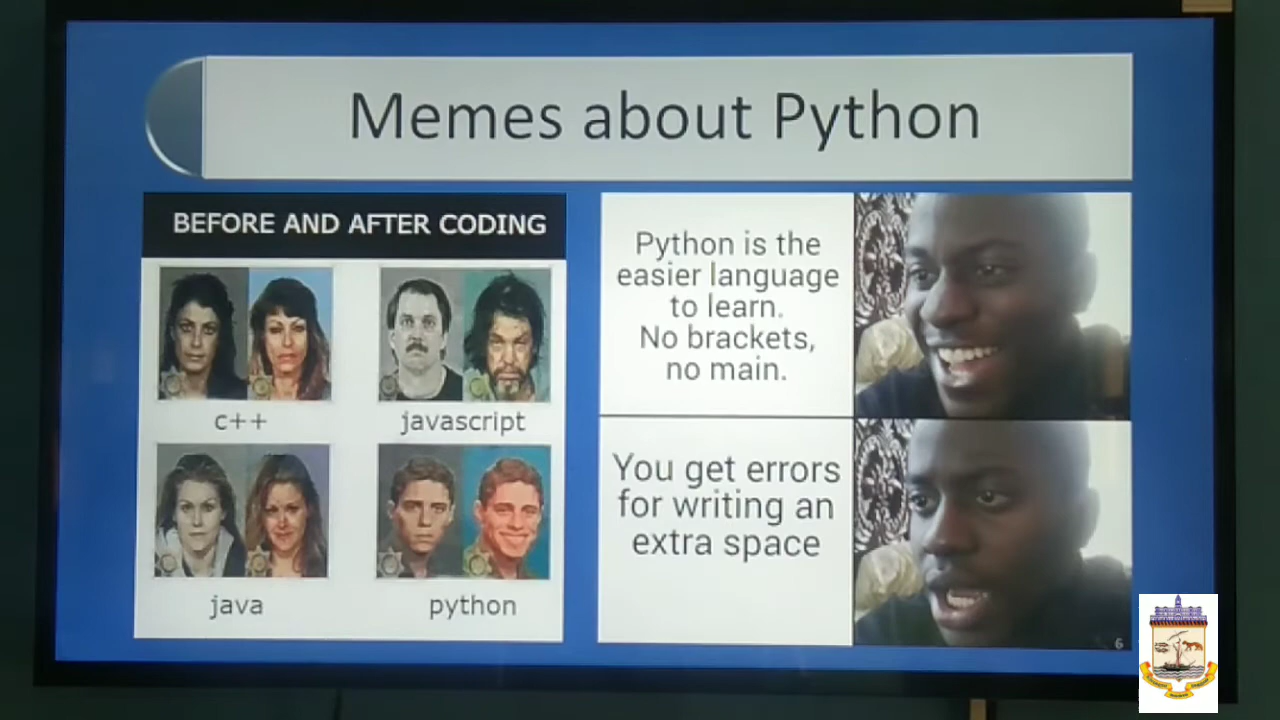 Memes about Python
BEFORE AND AFTER CODING
c++
javascript
java
python
Python is the
easier language
to learn.
No brackets,
no main.
You get errors
for writing an
extra space
6